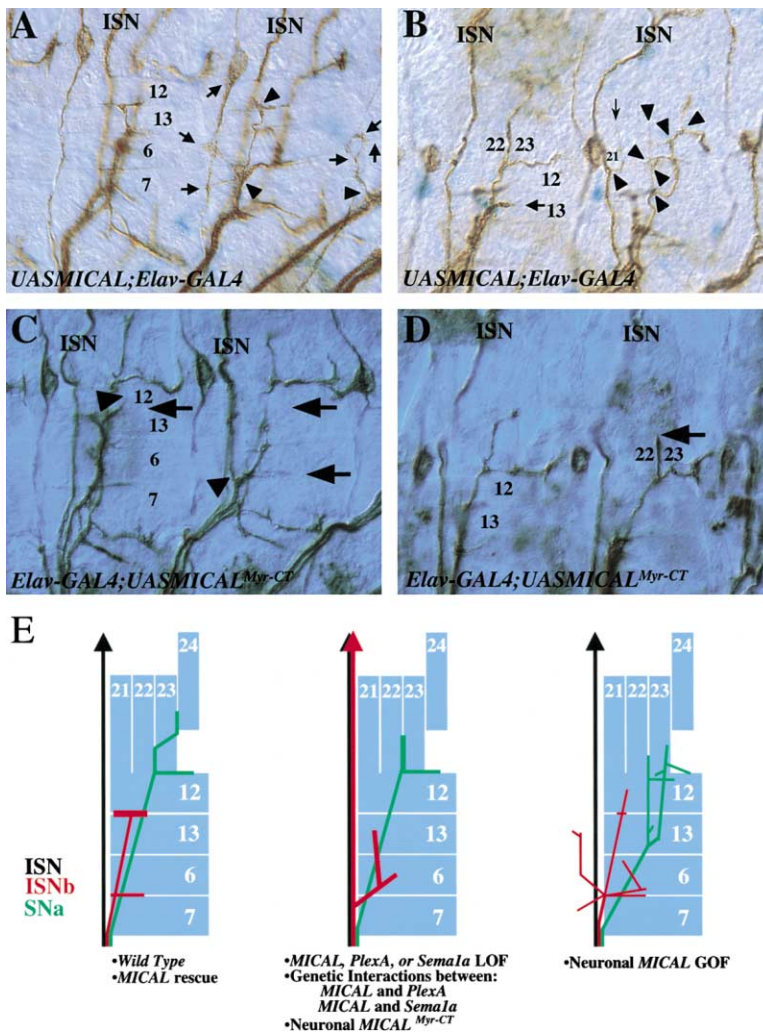 A
ISN
ISN
12
13
6
7
UASMICAL;Elav-GAL4
B
ISN
ISN
22 23
21
12
13
UASMICAL;Elav-GAL4
C
ISN
ISN
12
13
6
7
Elav-GAL4;UASMICAL^Myr-CT
D
ISN
ISN
22 23
12
13
Elav-GAL4;UASMICAL^Myr-CT
E
24
21 22 23
12
13
6
7
ISN
ISNb
SNa
•Wild Type
•MICAL rescue
24
21 22 23
12
13
6
7
•MICAL, PlexA, or Sema1a LOF
•Genetic Interactions between:
MICAL and PlexA
MICAL and Sema1a
•Neuronal MICAL ^Myr-CT
24
21 22 23
12
13
6
7
•Neuronal MICAL GOF